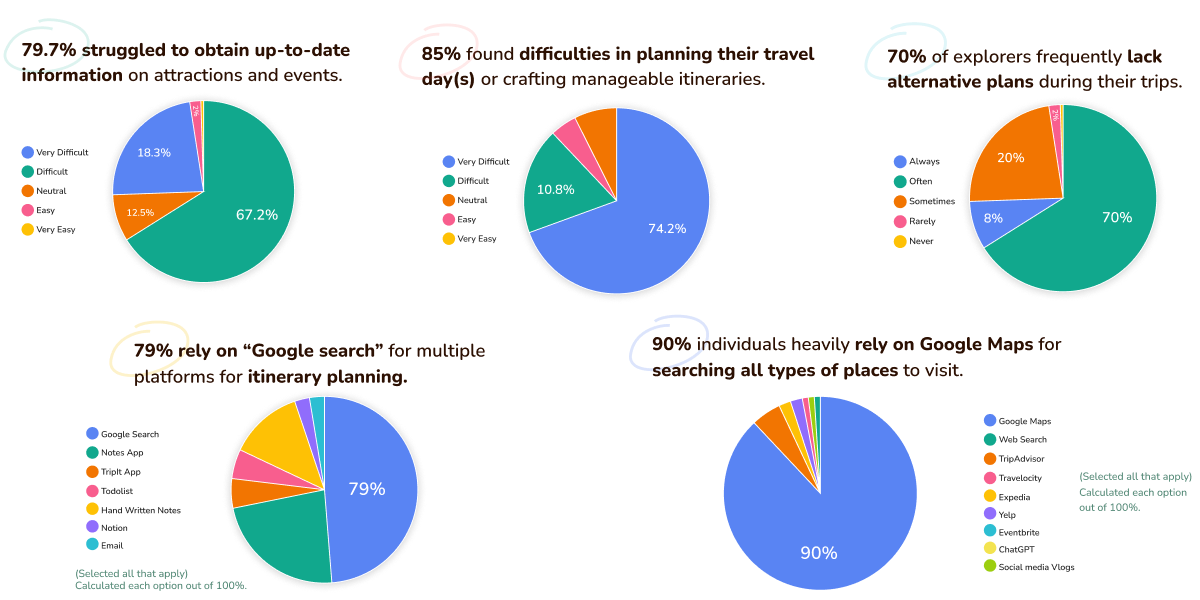 79.7% struggled to obtain up-to-date
information on attractions and events.
Very Difficult
Difficult
Neutral
Easy
Very Easy
2%
18.3%
12.5%
67.2%
85% found difficulties in planning their travel
day(s) or crafting manageable itineraries.
Very Difficult
Difficult
Neutral
Easy
Very Easy
10.8%
74.2%
70% of explorers frequently lack
alternative plans during their trips.
Always
Often
Sometimes
Rarely
Never
2%
20%
8%
70%
79% rely on “Google search” for multiple
platforms for itinerary planning.
Google Search
Notes App
TripIt App
Todolist
Hand Written Notes
Notion
Email
79%
(Selected all that apply)
Calculated each option out of 100%.
90% individuals heavily rely on Google Maps for
searching all types of places to visit.
90%
Google Maps
Web Search
TripAdvisor
Travelocity
Expedia
Yelp
Eventbrite
ChatGPT
Social media Vlogs
(Selected all that apply)
Calculated each option
out of 100%.